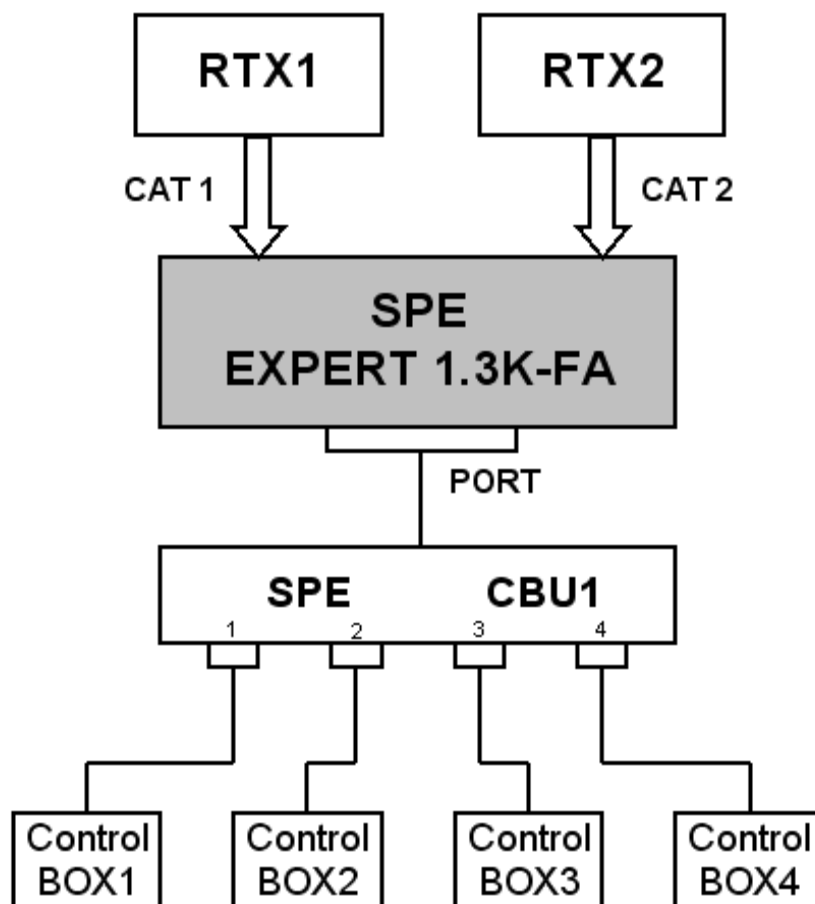 RTX1
RTX2
CAT 1
CAT 2
SPE
EXPERT 1.3K-FA
PORT
SPE CBU1
1 2 3 4
Control
BOX1
Control
BOX2
Control
BOX3
Control
BOX4